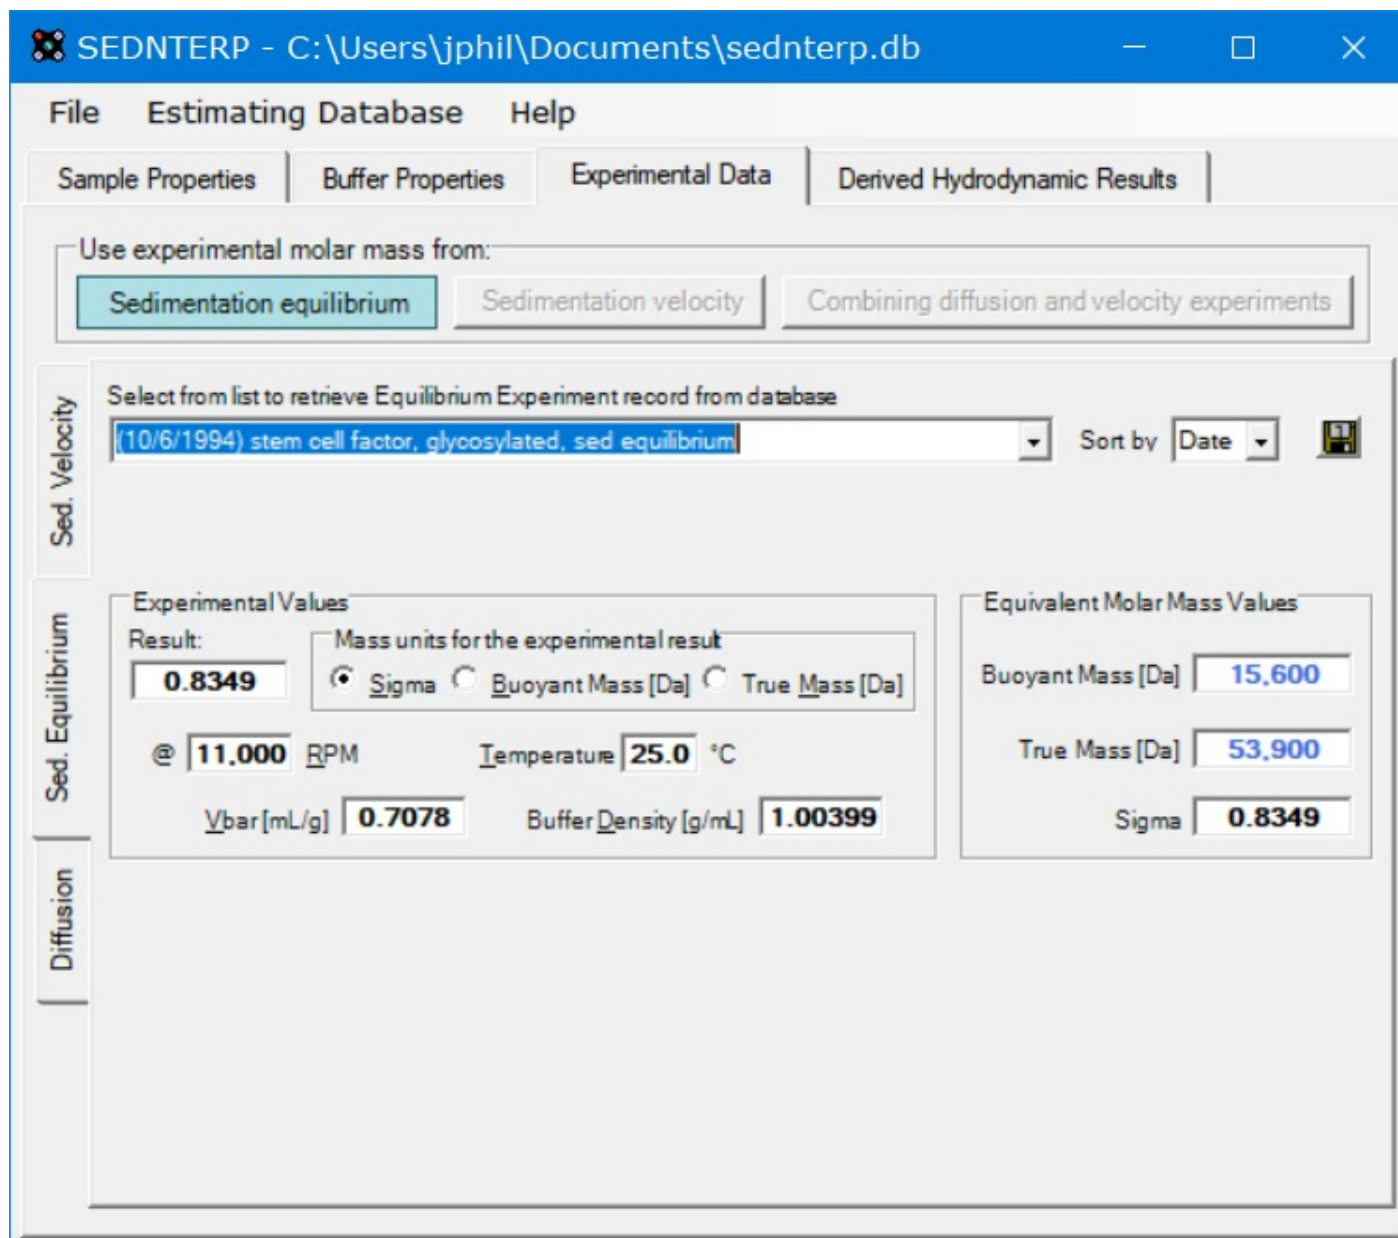 SEDNTERP - C:\Users\jphil\Documents\sednterp.db
File Estimating Database Help
Sample Properties Buffer Properties Experimental Data Derived Hydrodynamic Results
Use experimental molar mass from:
Sedimentation equilibrium Sedimentation velocity Combining diffusion and velocity experiments
Select from list to retrieve Equilibrium Experiment record from database
(10/6/1994) stem cell factor, glycosylated, sed equilibrium Sort by Date
Sed. Velocity
Sed. Equilibrium
Diffusion
Experimental Values
Result: Mass units for the experimental result
0.8349 Sigma Buoyant Mass [Da] True Mass [Da]
@ 11,000 RPM Temperature 25.0 °C
Vbar [mL/g] 0.7078 Buffer Density [g/mL] 1.00399
Equivalent Molar Mass Values
Buoyant Mass [Da] 15,600
True Mass [Da] 53,900
Sigma 0.8349